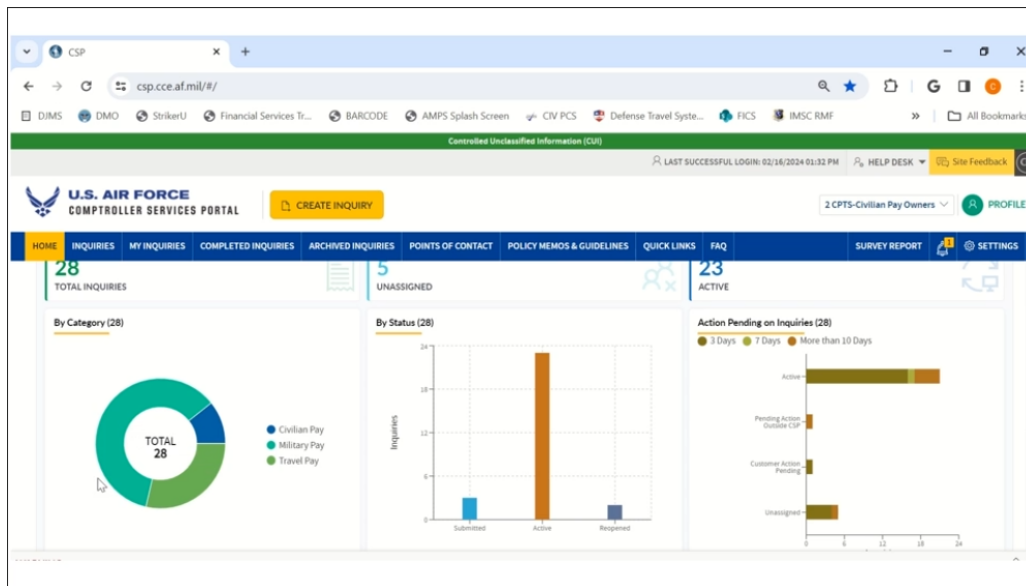 CSP
csp.cce.af.mil/#/
DJMS DMO StrikerU Financial Services Tr... BARCODE AMPS Splash Screen CIV PCS Defense Travel Syste... FICS IMSC RMF » All Bookmarks
Controlled Unclassified Information (CUI)
LAST SUCCESSFUL LOGIN: 02/16/2024 01:32 PM HELP DESK Site Feedback
U.S. AIR FORCE
COMPTROLLER SERVICES PORTAL
CREATE INQUIRY
2 CPTS-Civilian Pay Owners
PROFILE
HOME INQUIRIES MY INQUIRIES COMPLETED INQUIRIES ARCHIVED INQUIRIES POINTS OF CONTACT POLICY MEMOS & GUIDELINES QUICK LINKS FAQ SURVEY REPORT 1 SETTINGS
28
TOTAL INQUIRIES
5
UNASSIGNED
23
ACTIVE
By Category (28)
TOTAL
28
Civilian Pay
Military Pay
Travel Pay
By Status (28)
Inquiries
24
18
12
6
0
Submitted Active Reopened
Action Pending on Inquiries (28)
3 Days 7 Days More than 10 Days
Active
Pending Action
Outside CSP
Customer Action
Pending
Unassigned
0 6 12 18 24